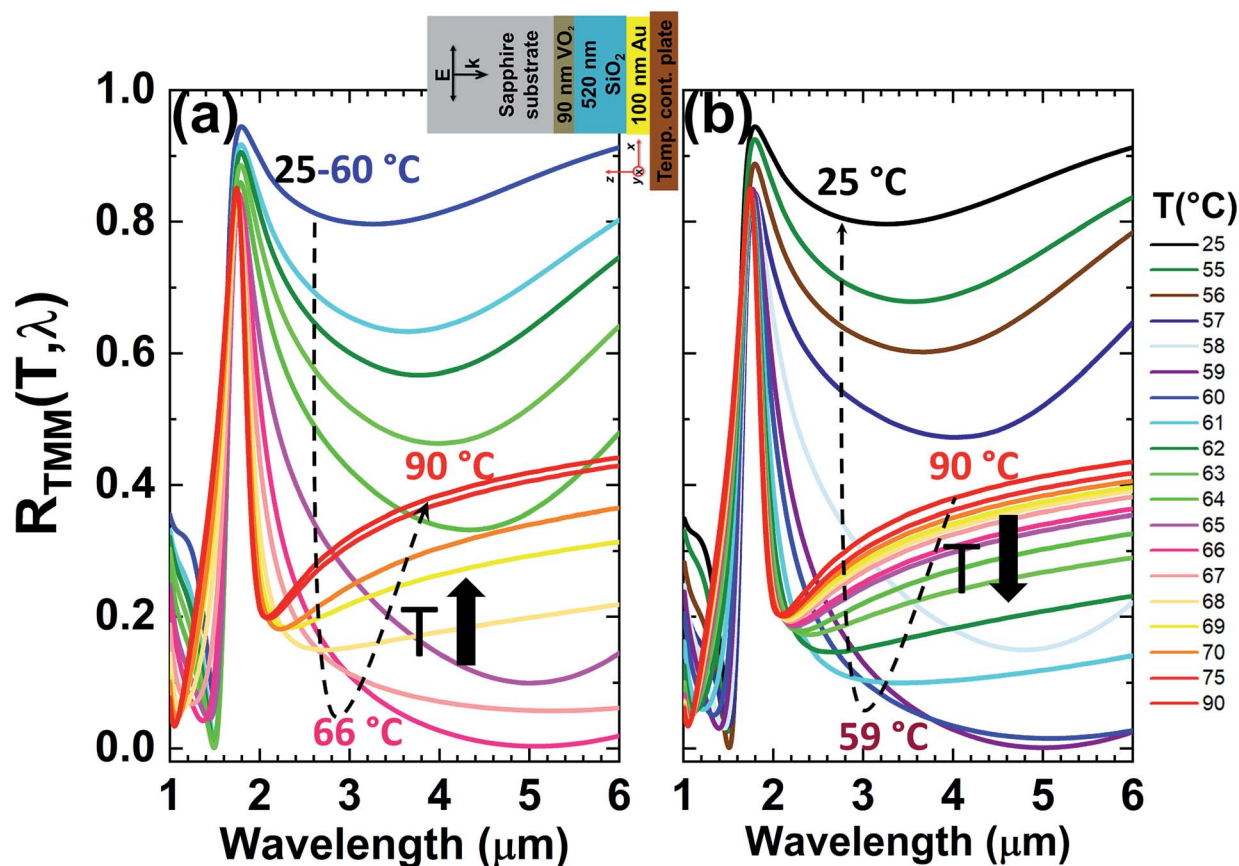 E
k
Sapphire
substrate
90 nm VO₂
520 nm
SiO₂
100 nm Au
Temp. cont. plate
x
z
y
x
(a)
25-60 °C
90 °C
T
66 °C
1.0
0.8
0.6
0.4
0.2
0.0
R_TMM(T,λ)
1 2 3 4 5 6
Wavelength (μm)
(b)
25 °C
90 °C
T
59 °C
1 2 3 4 5 6
Wavelength (μm)
T(°C)
25
55
56
57
58
59
60
61
62
63
64
65
66
67
68
69
70
75
90